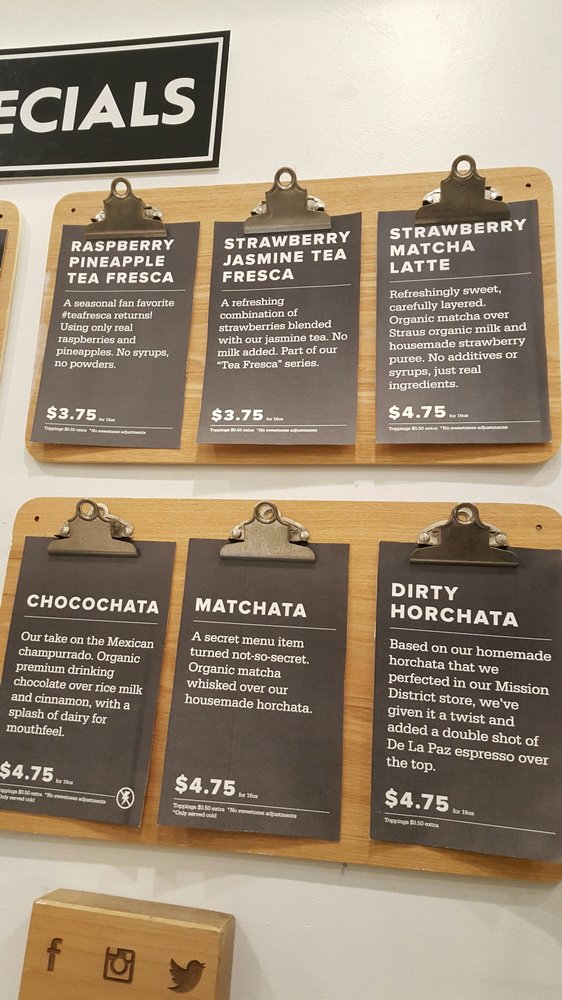 ECIALS
RASPBERRY
PINEAPPLE
TEA FRESCA
A seasonal fan favorite
#teafresca returns!
Using only real
raspberries and
pineapples. No syrups,
no powders.
$3.75 for 16oz
Toppings $0.50 extra *No sweetness adjustments
STRAWBERRY
JASMINE TEA
FRESCA
A refreshing
combination of
strawberries blended
with our jasmine tea. No
milk added. Part of our
"Tea Fresca" series.
$3.75 for 16oz
Toppings $0.50 extra *No sweetness adjustments
STRAWBERRY
MATCHA
LATTE
Refreshingly sweet,
carefully layered.
Organic matcha over
Straus organic milk and
housemade strawberry
puree. No additives or
syrups, just real
ingredients.
$4.75 for 16oz
Toppings $0.50 extra *No sweetness adjustments
CHOCOCHATA
Our take on the Mexican
champurrado. Organic
premium drinking
chocolate over rice milk
and cinnamon, with a
splash of dairy for
mouthfeel.
$4.75 for 16oz
Toppings $0.50 extra *No sweetness adjustments
Only served cold
MATCHATA
A secret menu item
turned not-so-secret.
Organic matcha
whisked over our
housemade horchata.
$4.75 for 16oz
Toppings $0.50 extra *No sweetness adjustments
*Only served cold
DIRTY
HORCHATA
Based on our homemade
horchata that we
perfected in our Mission
District store, we've
given it a twist and
added a double shot of
De La Paz espresso over
the top.
$4.75 for 16oz
Toppings $0.50 extra
f